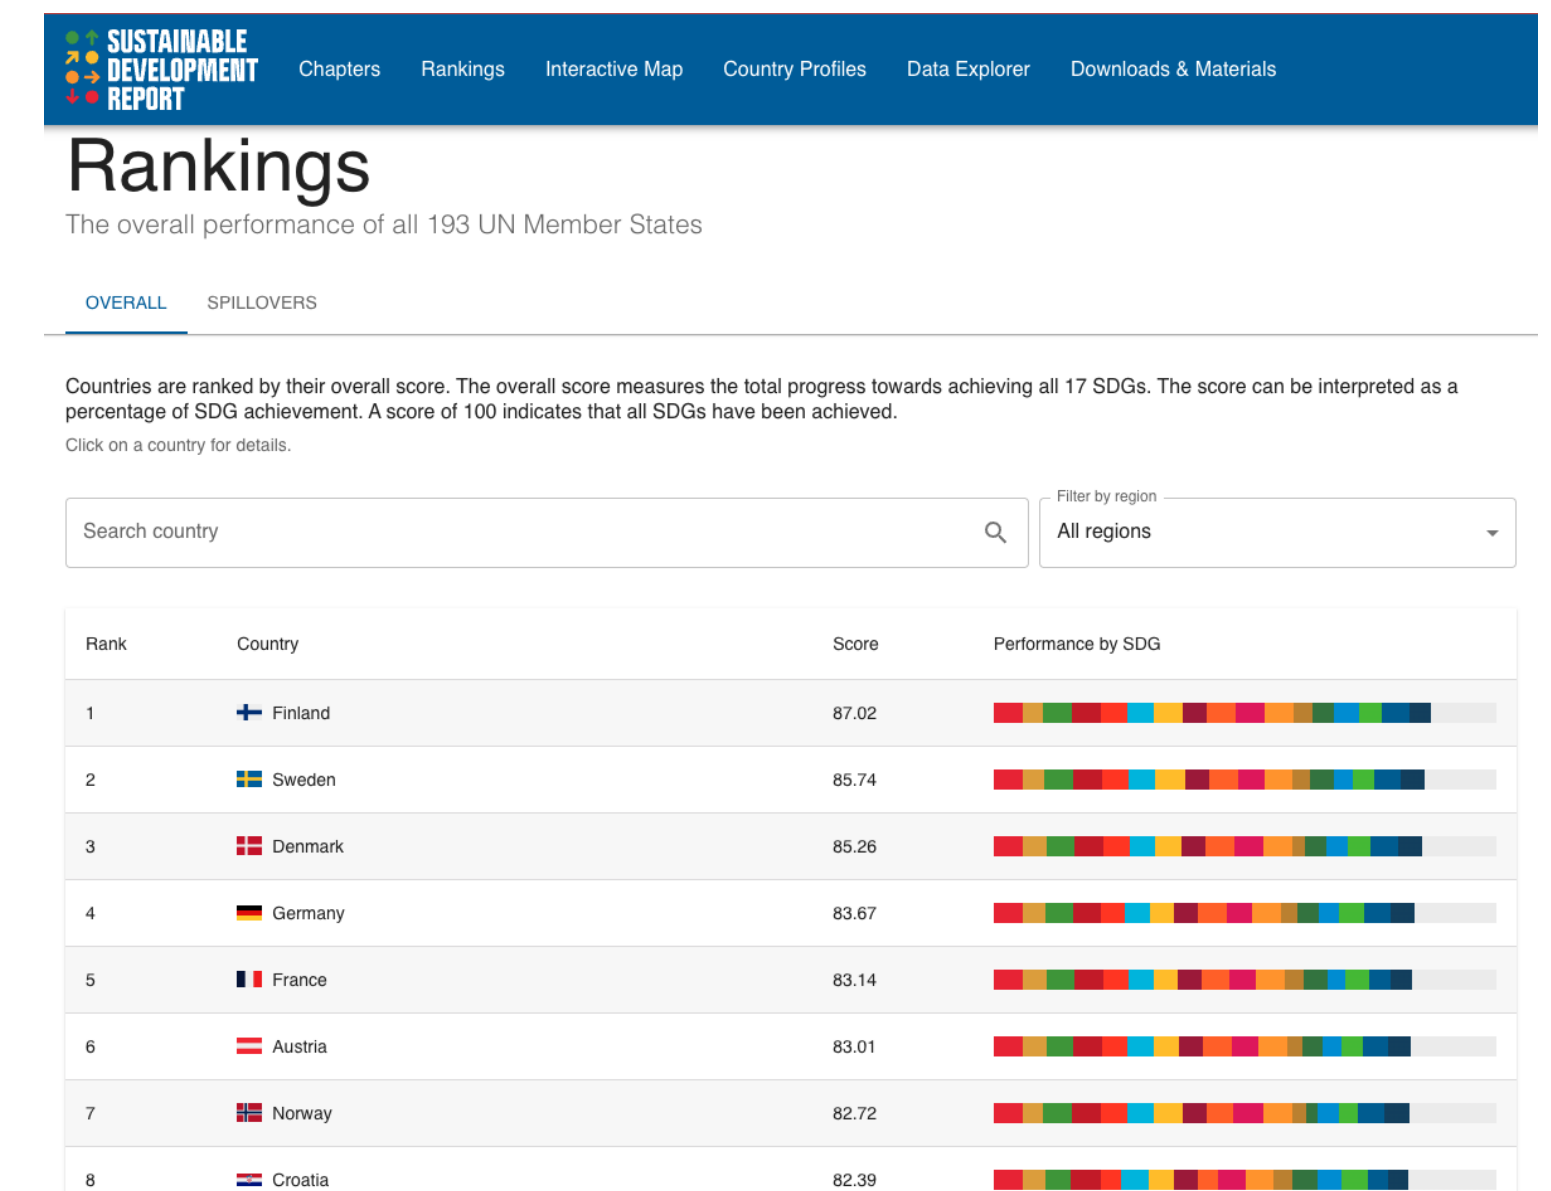 SUSTAINABLE
DEVELOPMENT
REPORT
Chapters Rankings Interactive Map Country Profiles Data Explorer Downloads & Materials
Rankings
The overall performance of all 193 UN Member States
OVERALL SPILLOVERS
Countries are ranked by their overall score. The overall score measures the total progress towards achieving all 17 SDGs. The score can be interpreted as a
percentage of SDG achievement. A score of 100 indicates that all SDGs have been achieved.
Click on a country for details.
Filter by region
Search country All regions
Rank Country Score Performance by SDG
1 Finland 87.02
2 Sweden 85.74
3 Denmark 85.26
4 Germany 83.67
5 France 83.14
6 Austria 83.01
7 Norway 82.72
8 Croatia 82.39